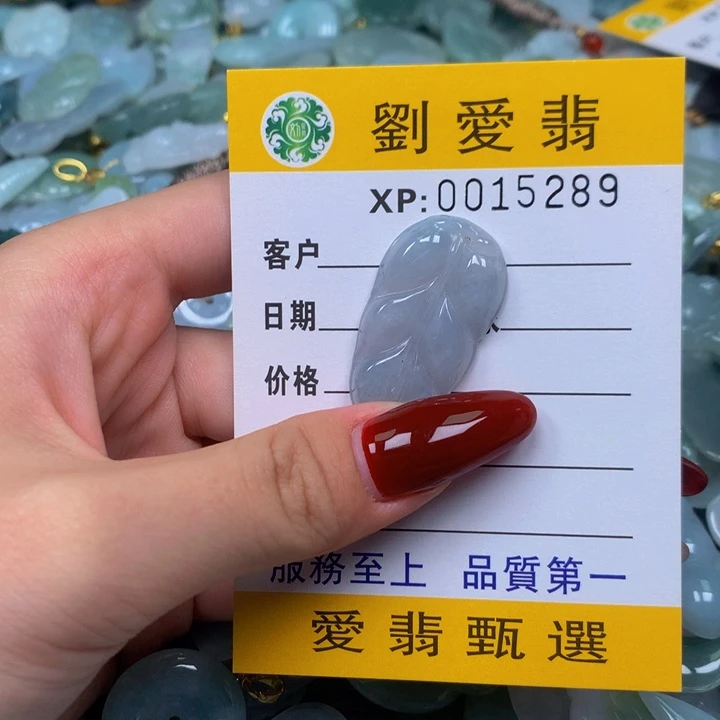 劉愛翡
XP:0015289
客户
日期
价格
服務至上 品質第一
愛翡甄選